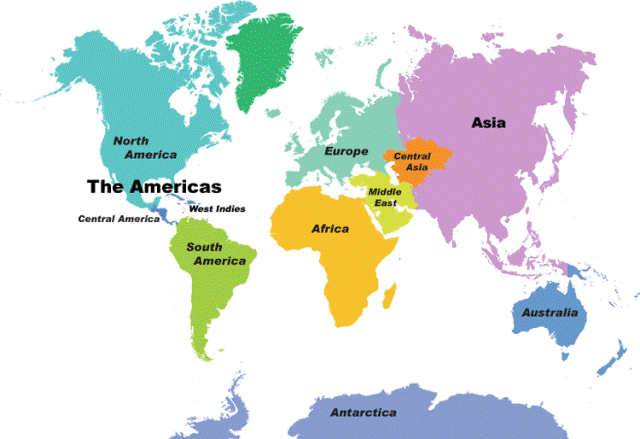 North
America
The Americas
Central America
West Indies
South
America
Europe
Africa
Asia
Central
Asia
Middle
East
Australia
Antarctica